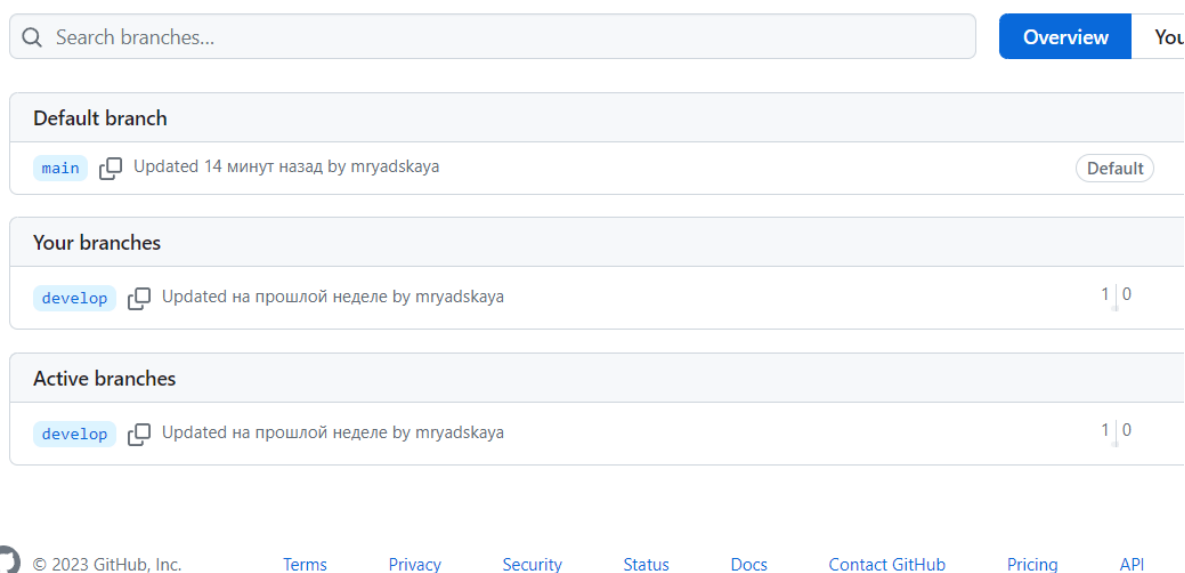 Search branches...
Overview
Default branch
main Updated 14 минут назад by mryadskaya Default
Your branches
develop Updated на прошлой неделе by mryadskaya 1 0
Active branches
develop Updated на прошлой неделе by mryadskaya 1 0
© 2023 GitHub, Inc. Terms Privacy Security Status Docs Contact GitHub Pricing API